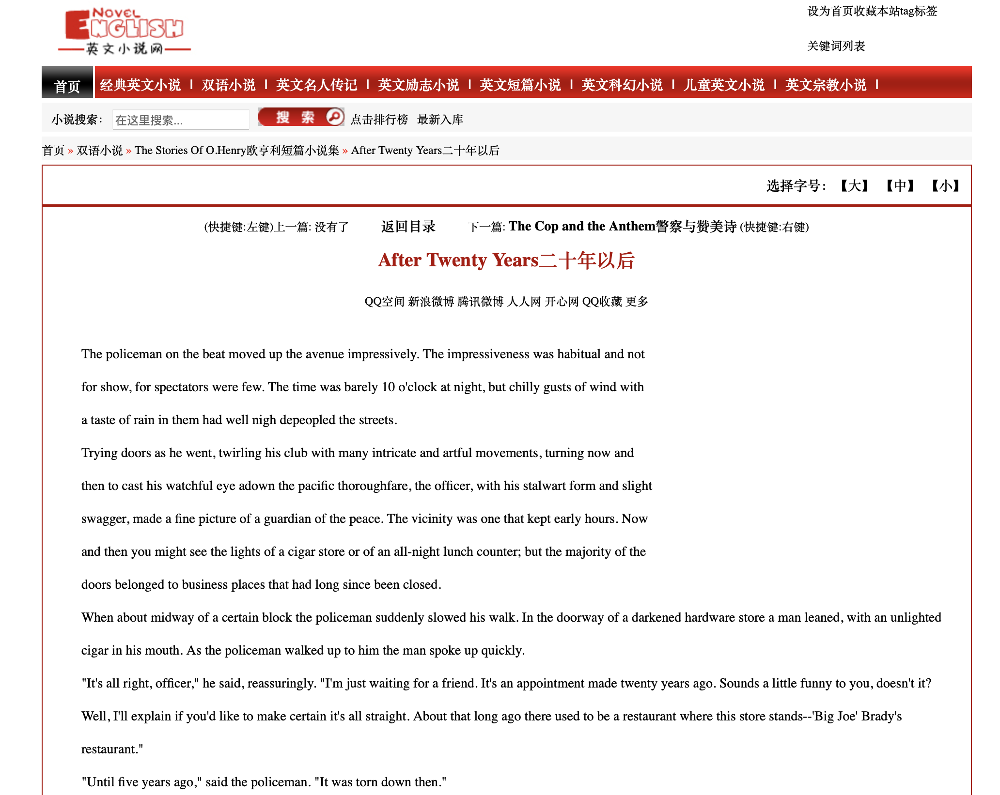 NOVEL
ENGLISH
英文小说网
设为首页收藏本站tag标签
关键词列表
首页 经典英文小说 | 双语小说 | 英文名人传记 | 英文励志小说 | 英文短篇小说 | 英文科幻小说 | 儿童英文小说 | 英文宗教小说 |
小说搜索： 在这里搜索... 搜 索 点击排行榜 最新入库
首页 » 双语小说 » The Stories Of O.Henry欧亨利短篇小说集 » After Twenty Years二十年以后
选择字号：【大】 【中】 【小】
(快捷键:左键)上一篇: 没有了 返回目录 下一篇: The Cop and the Anthem警察与赞美诗 (快捷键:右键)
After Twenty Years二十年以后
QQ空间 新浪微博 腾讯微博 人人网 开心网 QQ收藏 更多
The policeman on the beat moved up the avenue impressively. The impressiveness was habitual and not
for show, for spectators were few. The time was barely 10 o'clock at night, but chilly gusts of wind with
a taste of rain in them had well nigh depeopled the streets.
Trying doors as he went, twirling his club with many intricate and artful movements, turning now and
then to cast his watchful eye adown the pacific thoroughfare, the officer, with his stalwart form and slight
swagger, made a fine picture of a guardian of the peace. The vicinity was one that kept early hours. Now
and then you might see the lights of a cigar store or of an all-night lunch counter; but the majority of the
doors belonged to business places that had long since been closed.
When about midway of a certain block the policeman suddenly slowed his walk. In the doorway of a darkened hardware store a man leaned, with an unlighted
cigar in his mouth. As the policeman walked up to him the man spoke up quickly.
"It's all right, officer," he said, reassuringly. "I'm just waiting for a friend. It's an appointment made twenty years ago. Sounds a little funny to you, doesn't it?
Well, I'll explain if you'd like to make certain it's all straight. About that long ago there used to be a restaurant where this store stands--'Big Joe' Brady's
restaurant."
"Until five years ago," said the policeman. "It was torn down then."